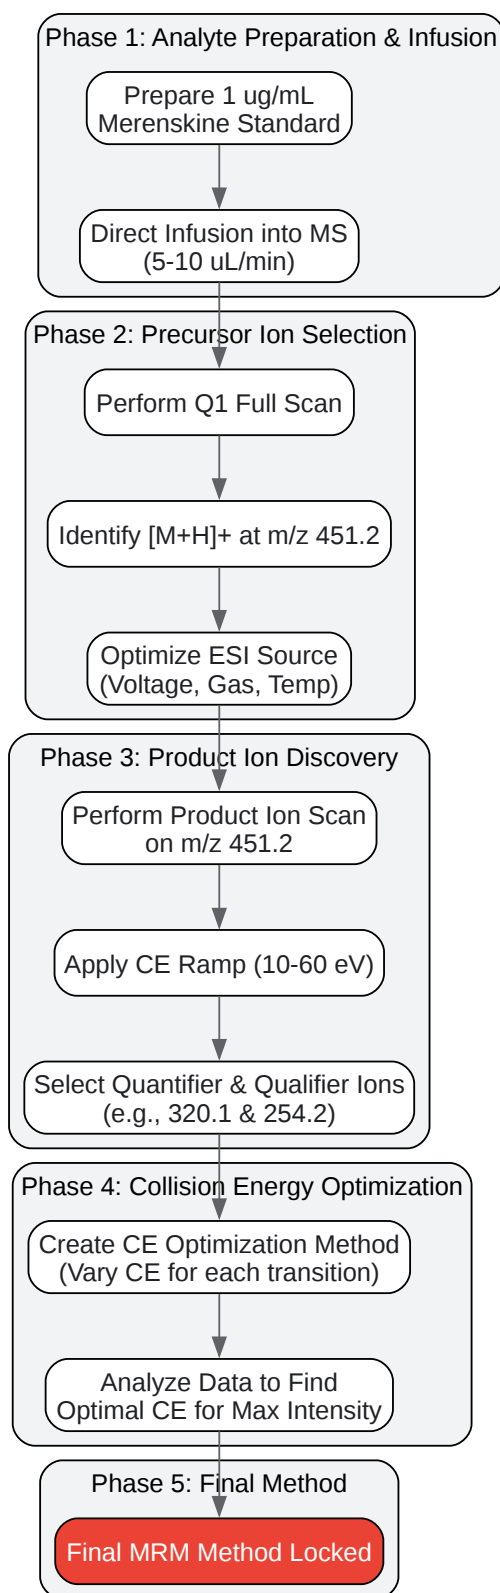 Phase 1: Analyte Preparation & Infusion
Prepare 1 ug/mL
Merenskine Standard
Direct Infusion into MS
(5-10 uL/min)
Phase 2: Precursor Ion Selection
Perform Q1 Full Scan
Identify [M+H]+ at m/z 451.2
Optimize ESI Source
(Voltage, Gas, Temp)
Phase 3: Product Ion Discovery
Perform Product Ion Scan
on m/z 451.2
Apply CE Ramp (10-60 eV)
Select Quantifier & Qualifier Ions
(e.g., 320.1 & 254.2)
Phase 4: Collision Energy Optimization
Create CE Optimization Method
(Vary CE for each transition)
Analyze Data to Find
Optimal CE for Max Intensity
Phase 5: Final Method
Final MRM Method Locked